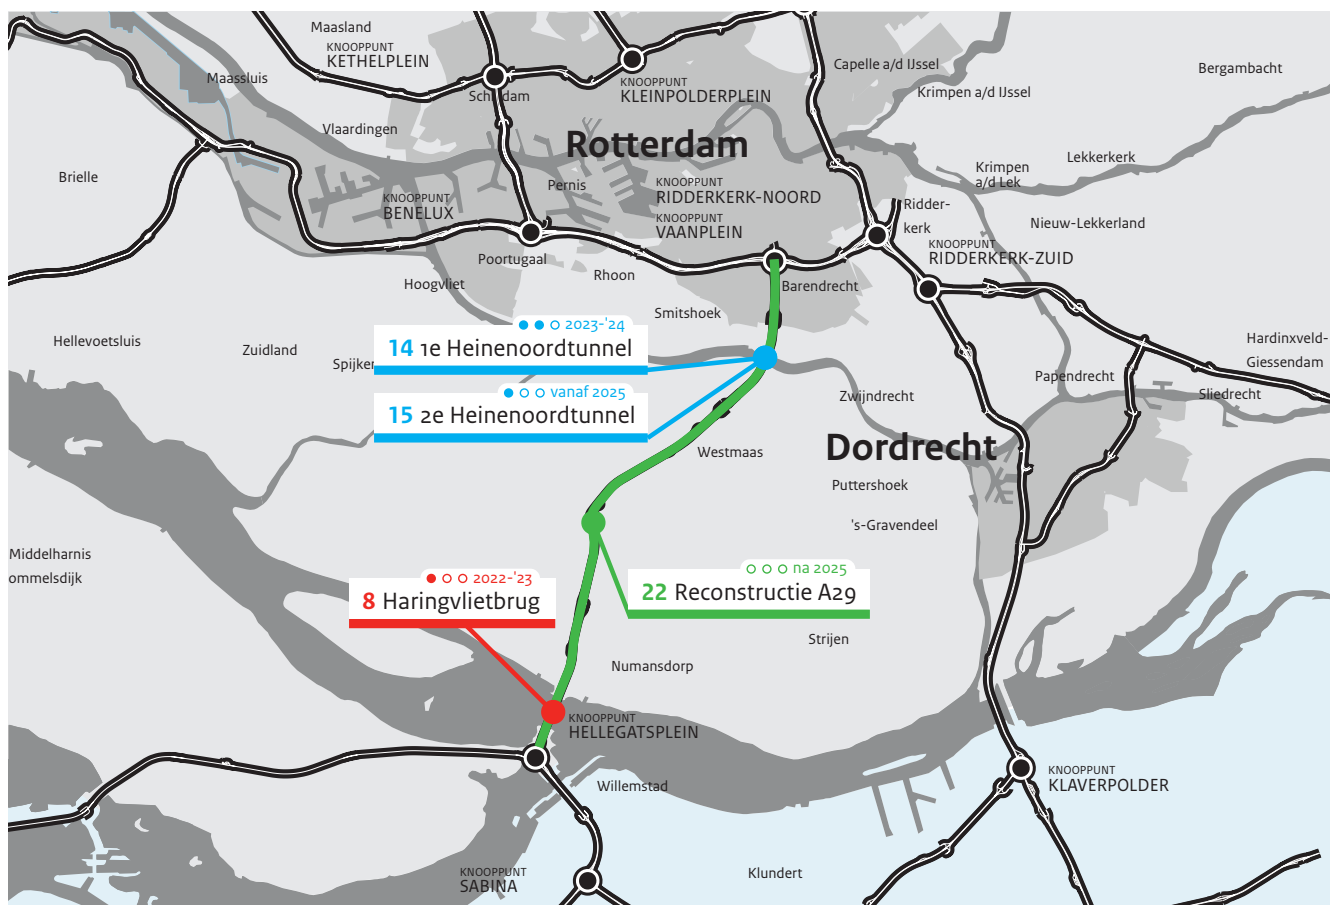 Maasland
KNOOPPUNT
KETHELPLEIN
Maassluis
Schiedam
KNOOPPUNT
KLEINPOLDERPLEIN
Capelle a/d IJssel
Krimpen a/d IJssel
Bergambacht
Vlaardingen
Rotterdam
Brielle
Pernis
KNOOPPUNT
BENELUX
KNOOPPUNT
RIDDERKERK-NOORD
KNOOPPUNT
VAANPLEIN
Krimpen
a/d Lek
Lekkerkerk
Ridder-
kerk
Nieuw-Lekkerland
KNOOPPUNT
RIDDERKERK-ZUID
Poortugaal
Rhoon
Hoogvliet
Barendrecht
Smitshoek
Hellevoetsluis
Zuidland
Spijken
2023-'24
14 1e Heinenoordtunnel
vanaf 2025
15 2e Heinenoordtunnel
Hardinxveld-
Giessendam
Papendrecht
Sliedrecht
Zwijndrecht
Westmaas
Dordrecht
Puttershoek
's-Gravendeel
Middelharnis
ommelsdijk
2022-'23
8 Haringvlietbrug
na 2025
22 Reconstructie A29
Strijen
Numansdorp
KNOOPPUNT
HELLEGATSPLEIN
Willemstad
KNOOPPUNT
KLAVERPOLDER
KNOOPPUNT
SABINA
Klundert